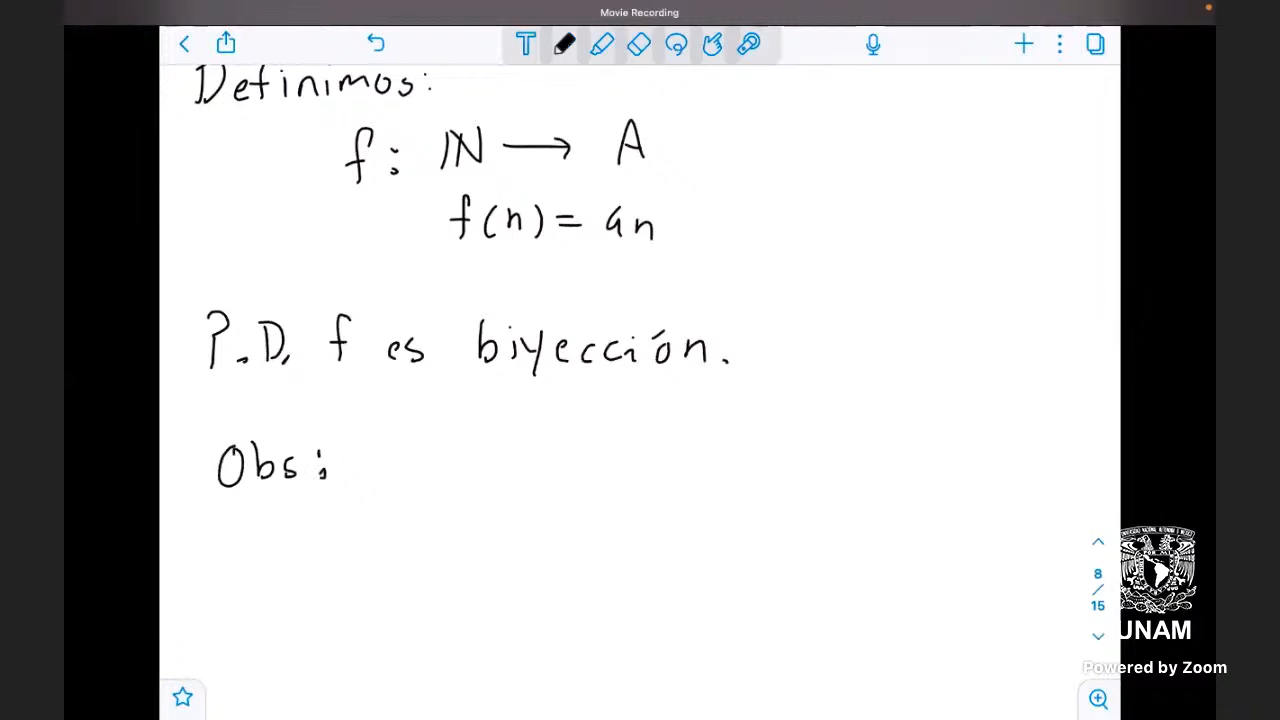 Movie Recording
Definimos:
f: ℕ ⟶ A
f(n) = an
P.D. f es biyección.
Obs:
8
/
15
UNAM
Powered by Zoom